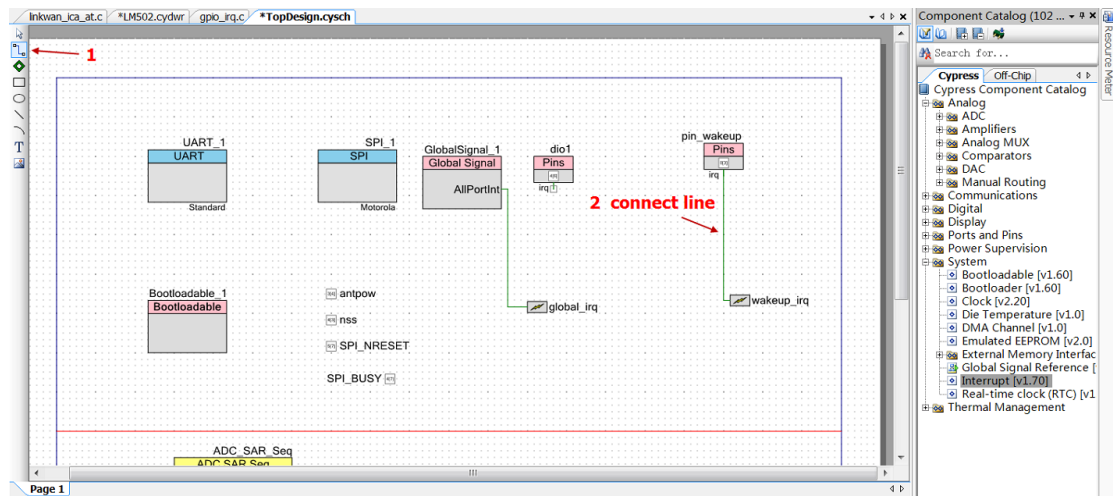 linkwan_ica_at.c
*LM502.cydwr
gpio_irq.c
*TopDesign.cysch
1
UART_1
UART
Standard
SPI_1
SPI
Motorola
GlobalSignal_1
Global Signal
AllPortInt
dio1
Pins
irq
pin_wakeup
Pins
irq
2 connect line
global_irq
wakeup_irq
Bootloadable_1
Bootloadable
antpow
nss
SPI_NRESET
SPI_BUSY
ADC_SAR_Seq
ADC SAR Seq
Page 1
Component Catalog (102 ...
Search for...
Cypress
Off-Chip
Cypress Component Catalog
Analog
ADC
Amplifiers
Analog MUX
Comparators
DAC
Manual Routing
Communications
Digital
Display
Ports and Pins
Power Supervision
System
Bootloadable [v1.60]
Bootloader [v1.60]
Clock [v2.20]
Die Temperature [v1.0]
DMA Channel [v1.0]
Emulated EEPROM [v2.0]
External Memory Interfac
Global Signal Reference [
Interrupt [v1.70]
Real-time clock (RTC) [v1
Thermal Management
Resource Meter